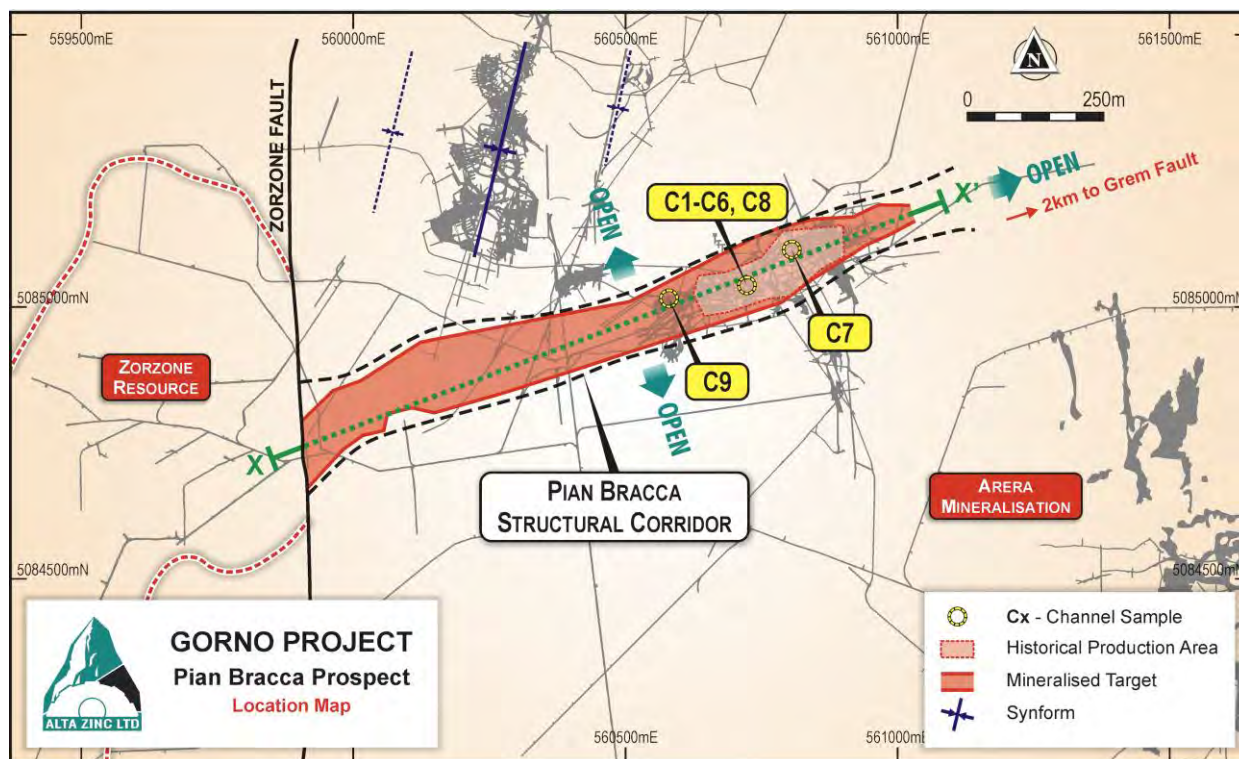 559500mE
560000mE
560500mE
561000mE
561500mE
N
0
250m
ZORZONE FAULT
C1-C6, C8
OPEN
X'
OPEN
2km to Grem Fault
5085000mN
5085000mN
C7
C9
ZORZONE
RESOURCE
OPEN
X
PIAN BRACCA
STRUCTURAL CORRIDOR
ARERA
MINERALISATION
5084500mN
5084500mN
GORNO PROJECT
Pian Bracca Prospect
Location Map
ALTA ZINC LTD
Cx - Channel Sample
Historical Production Area
Mineralised Target
Synform
560000mE
560500mE
561000mE